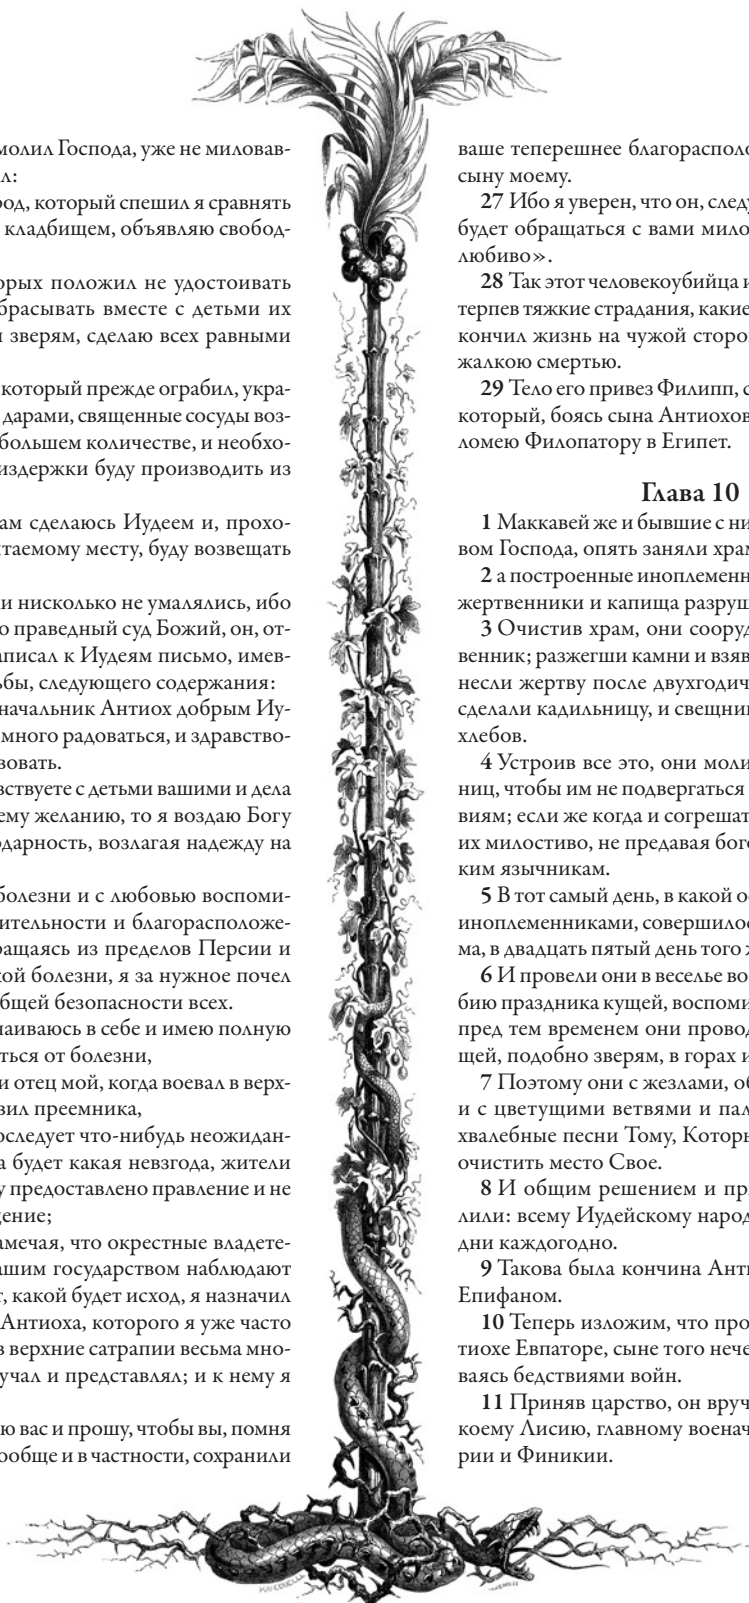 молил Господа, уже не миловав-
л:
род, который спешил я сравнять
кладбищем, объявляю свобод-
орых положил не удостоивать
брасывать вместе с детьми их
и зверям, сделаю всех равными
который прежде ограбил, укра-
дарами, священные сосуды воз-
большем количестве, и необхо-
издержки буду производить из
ам сделаюсь Иудеем и, прохо-
таемому месту, буду возвещать
и нисколько не умалялись, ибо
о праведный суд Божий, он, от-
писал к Иудеям письмо, имев-
ьбы, следующего содержания:
начальник Антиох добрым Иу-
много радоваться, и здравство-
вовать.
вствуете с детьми вашими и дела
ему желанию, то я воздаю Богу
дарность, возлагая надежду на
болезни и с любовью воспоми-
ительности и благорасположе-
ращаясь из пределов Персии и
кой болезни, я за нужное почел
бщей безопасности всех.
чаиваюсь в себе и имею полную
ться от болезни,
и отец мой, когда воевал в верх-
вил преемника,
оследует что-нибудь неожидан-
а будет какая невзгода, жители
у предоставлено правление и не
щение;
амечая, что окрестные владете-
ашим государством наблюдают
т, какой будет исход, я назначил
Антиоха, которого я уже часто
в верхние сатрапии весьма мно-
учал и представлял; и к нему я
ю вас и прошу, чтобы вы, помня
ообще и в частности, сохранили
ваше теперешнее благорасполо
сыну моему.
27 Ибо я уверен, что он, следу
будет обращаться с вами мило
любиво».
28 Так этот человекоубийца и
терпев тяжкие страдания, какие
кончил жизнь на чужой сторо
жалкою смертью.
29 Тело его привез Филипп, с
который, боясь сына Антиохов
ломею Филопатору в Египет.
Глава 10
1 Маккавей же и бывшие с ни
вом Господа, опять заняли храм
2 а построенные иноплеменн
жертвенники и капища разруш
3 Очистив храм, они сооруд
венник; разжегши камни и взяв
несли жертву после двухгодич
сделали кадильницу, и свещник
хлебов.
4 Устроив все это, они моли
ниц, чтобы им не подвергаться
виям; если же когда и согрешат
их милостиво, не предавая бого
ким язычникам.
5 В тот самый день, в какой ос
иноплеменниками, совершилос
ма, в двадцать пятый день того ж
6 И провели они в веселье во
бию праздника кущей, воспоми
пред тем временем они провод
щей, подобно зверям, в горах и
7 Поэтому они с жезлами, об
и с цветущими ветвями и пал
хвалебные песни Тому, Которы
очистить место Свое.
8 И общим решением и при
лили: всему Иудейскому народ
дни каждогодно.
9 Такова была кончина Анти
Епифаном.
10 Теперь изложим, что про
тиохе Евпаторе, сыне того нече
ваясь бедствиями войн.
11 Приняв царство, он вруч
коему Лисию, главному военач
рии и Финикии.